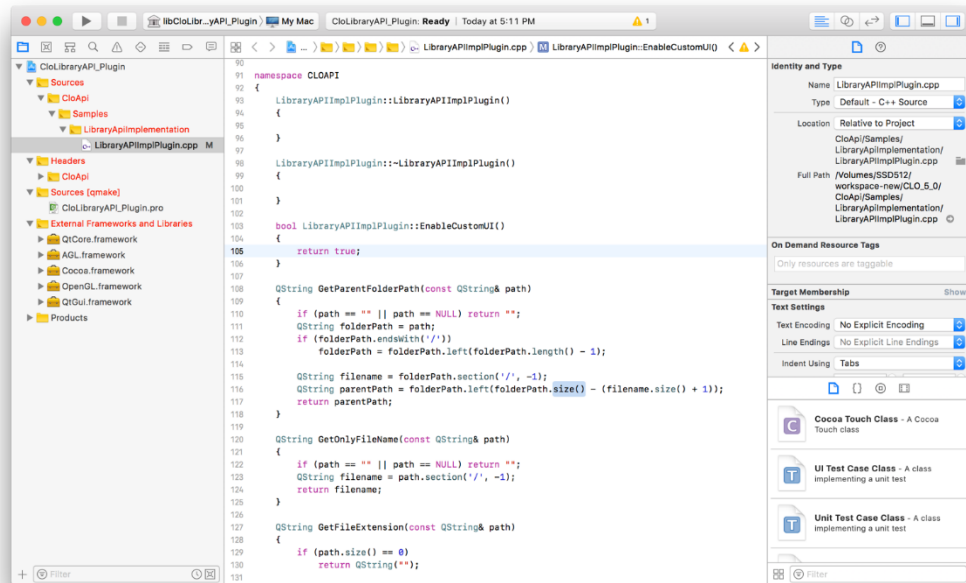 libCloLibr...yAPI_Plugin
My Mac
CloLibraryAPI_Plugin: Ready | Today at 5:11 PM
1
LibraryAPIImplPlugin.cpp
M LibraryAPIImplPlugin::EnableCustomUI()
CloLibraryAPI_Plugin
Sources
CloApi
Samples
LibraryApiImplementation
LibraryAPIImplPlugin.cpp M
Headers
CloApi
Sources [qmake]
CloLibraryAPI_Plugin.pro
External Frameworks and Libraries
QtCore.framework
AGL.framework
Cocoa.framework
OpenGL.framework
QtGui.framework
Products
Filter
90
91 namespace CLOAPI
92 {
93 LibraryAPIImplPlugin::LibraryAPIImplPlugin()
94 {
95
96 }
97
98 LibraryAPIImplPlugin::~LibraryAPIImplPlugin()
99 {
100
101 }
102
103 bool LibraryAPIImplPlugin::EnableCustomUI()
104 {
105 return true;
106 }
107
108 QString GetParentFolderPath(const QString& path)
109 {
110 if (path == "" || path == NULL) return "";
111 QString folderPath = path;
112 if (folderPath.endsWith('/'))
113 folderPath = folderPath.left(folderPath.length() - 1);
114
115 QString filename = folderPath.section('/', -1);
116 QString parentPath = folderPath.left(folderPath.size() - (filename.size() + 1));
117 return parentPath;
118 }
119
120 QString GetOnlyFileName(const QString& path)
121 {
122 if (path == "" || path == NULL) return "";
123 QString filename = path.section('/', -1);
124 return filename;
125 }
126
127 QString GetFileExtension(const QString& path)
128 {
129 if (path.size() == 0)
130 return QString("");
131
Identity and Type
Name LibraryAPIImplPlugin.cpp
Type Default - C++ Source
Location Relative to Project
CloApi/Samples/
LibraryApiImplementation/
LibraryAPIImplPlugin.cpp
Full Path /Volumes/SSD512/
workspace-new/CLO_5_0/
CloApi/Samples/
LibraryApiImplementation/
LibraryAPIImplPlugin.cpp
On Demand Resource Tags
Only resources are taggable
Target Membership Show
Text Settings
Text Encoding No Explicit Encoding
Line Endings No Explicit Line Endings
Indent Using Tabs
{}
C
Cocoa Touch Class - A Cocoa
Touch class
T
UI Test Case Class - A class
implementing a unit test
T
Unit Test Case Class - A class
implementing a unit test
Filter